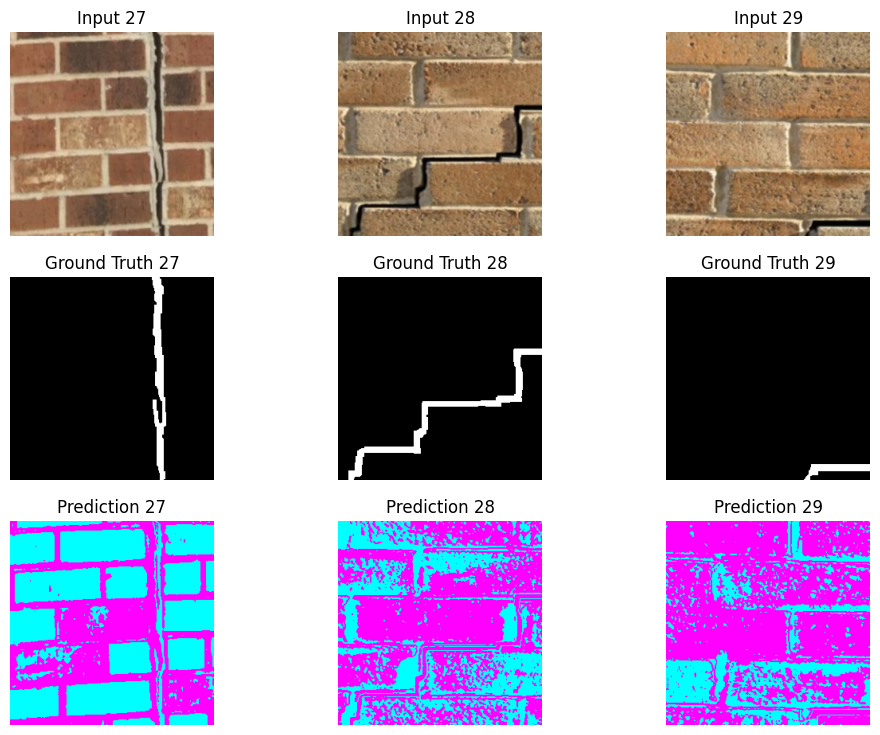 Input 27
Input 28
Input 29
Ground Truth 27
Ground Truth 28
Ground Truth 29
Prediction 27
Prediction 28
Prediction 29